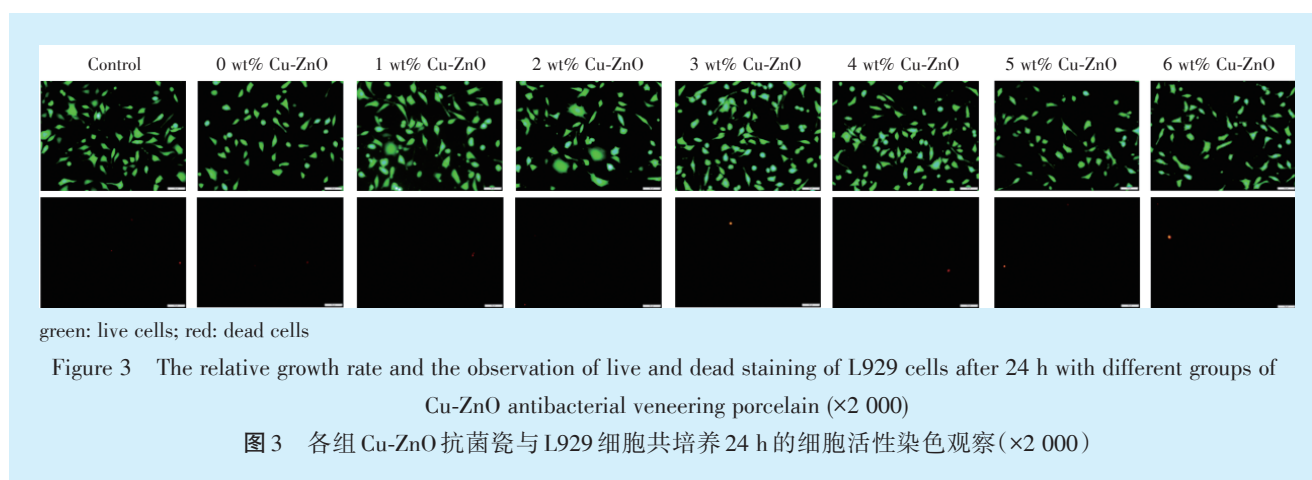 Control 0 wt% Cu-ZnO 1 wt% Cu-ZnO 2 wt% Cu-ZnO 3 wt% Cu-ZnO 4 wt% Cu-ZnO 5 wt% Cu-ZnO 6 wt% Cu-ZnO
green: live cells; red: dead cells
Figure 3 The relative growth rate and the observation of live and dead staining of L929 cells after 24 h with different groups of
Cu-ZnO antibacterial veneering porcelain (×2 000)
图3 各组Cu-ZnO抗菌瓷与L929细胞共培养24 h的细胞活性染色观察(×2 000)